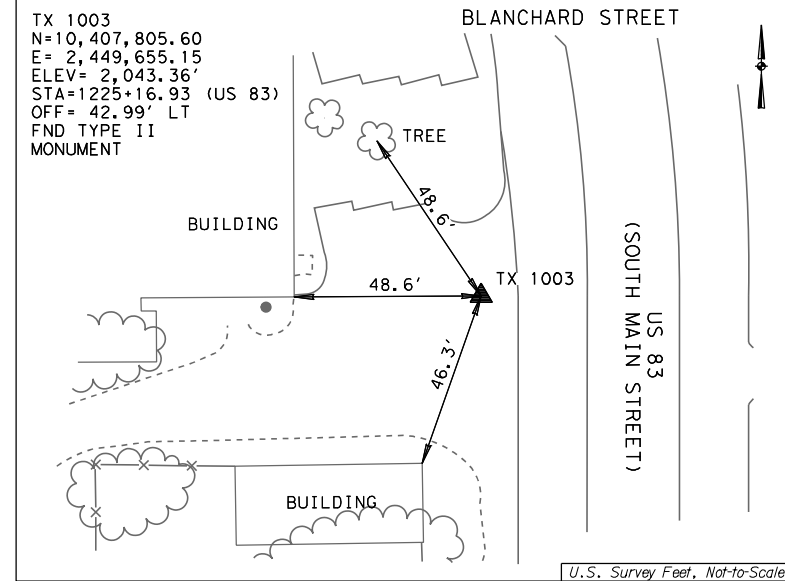 TX 1003
N=10,407,805.60
E= 2,449,655.15
ELEV= 2,043.36'
STA=1225+16.93 (US 83)
OFF= 42.99' LT
FND TYPE II
MONUMENT
BLANCHARD STREET
TREE
48.6'
BUILDING
48.6'
TX 1003
US 83
(SOUTH MAIN STREET)
46.3'
BUILDING
U.S. Survey Feet, Not-to-Scale